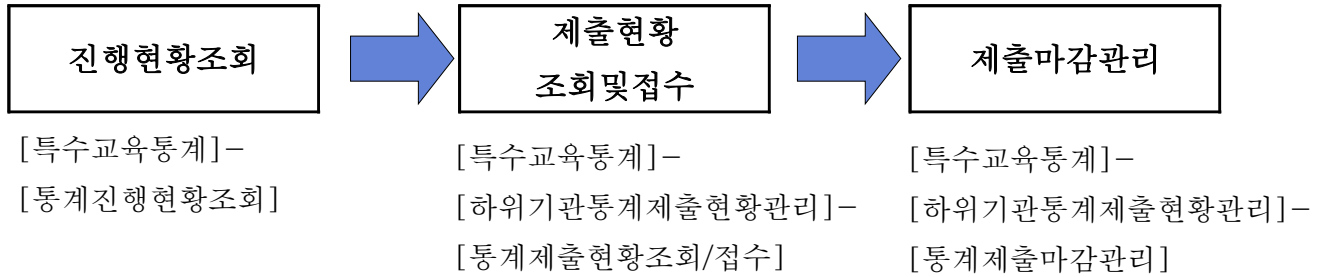 진행현황조회
[특수교육통계]-
[통계진행현황조회]
제출현황
조회및접수
[특수교육통계]-
[하위기관통계제출현황관리]-
[통계제출현황조회/접수]
제출마감관리
[특수교육통계]-
[하위기관통계제출현황관리]-
[통계제출마감관리]